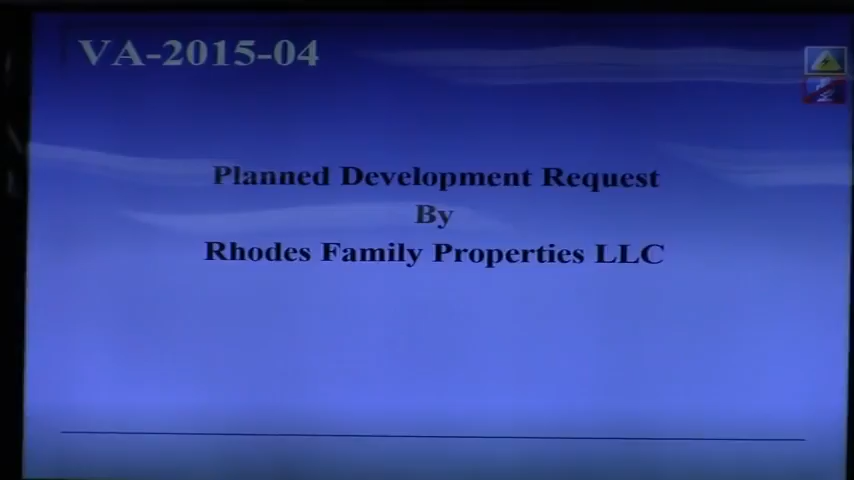 VA-2015-04
Planned Development Request
By
Rhodes Family Properties LLC